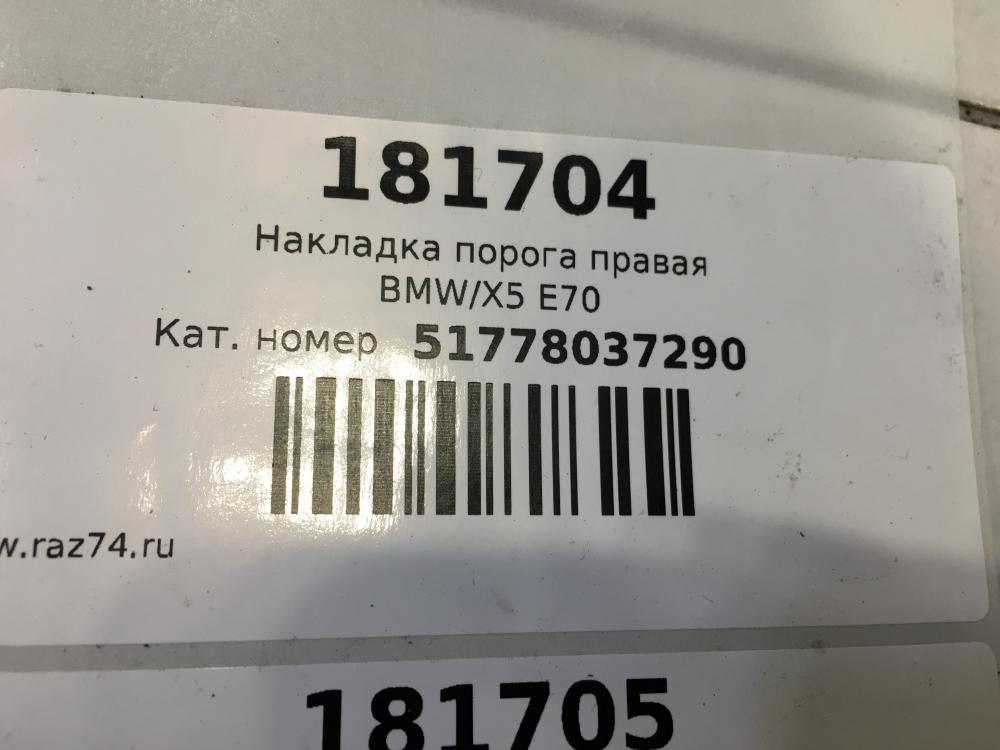 181704
Накладка порога правая
BMW/X5 E70
Кат. номер 51778037290
w.raz74.ru
181705